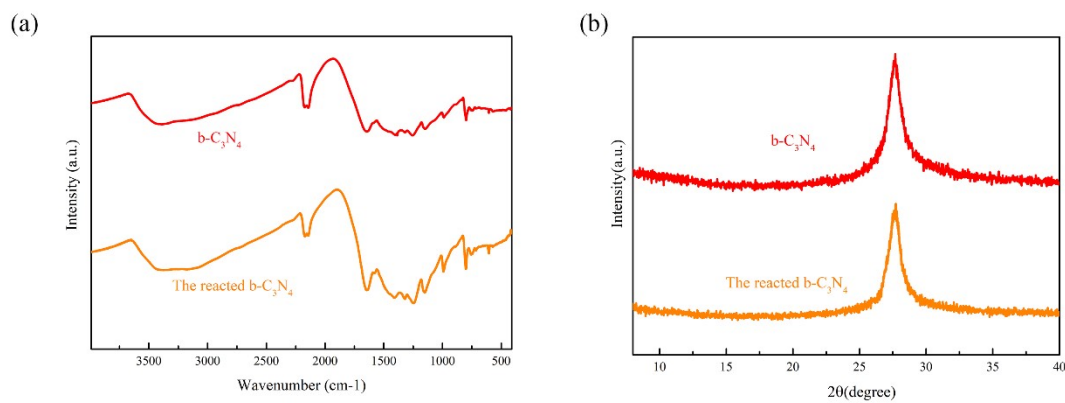 (a)
Intensity (a.u.)
b-C₃N₄
The reacted b-C₃N₄
3500 3000 2500 2000 1500 1000 500
Wavenumber (cm-1)
(b)
Intensity(a.u.)
b-C₃N₄
The reacted b-C₃N₄
10 15 20 25 30 35 40
2θ(degree)